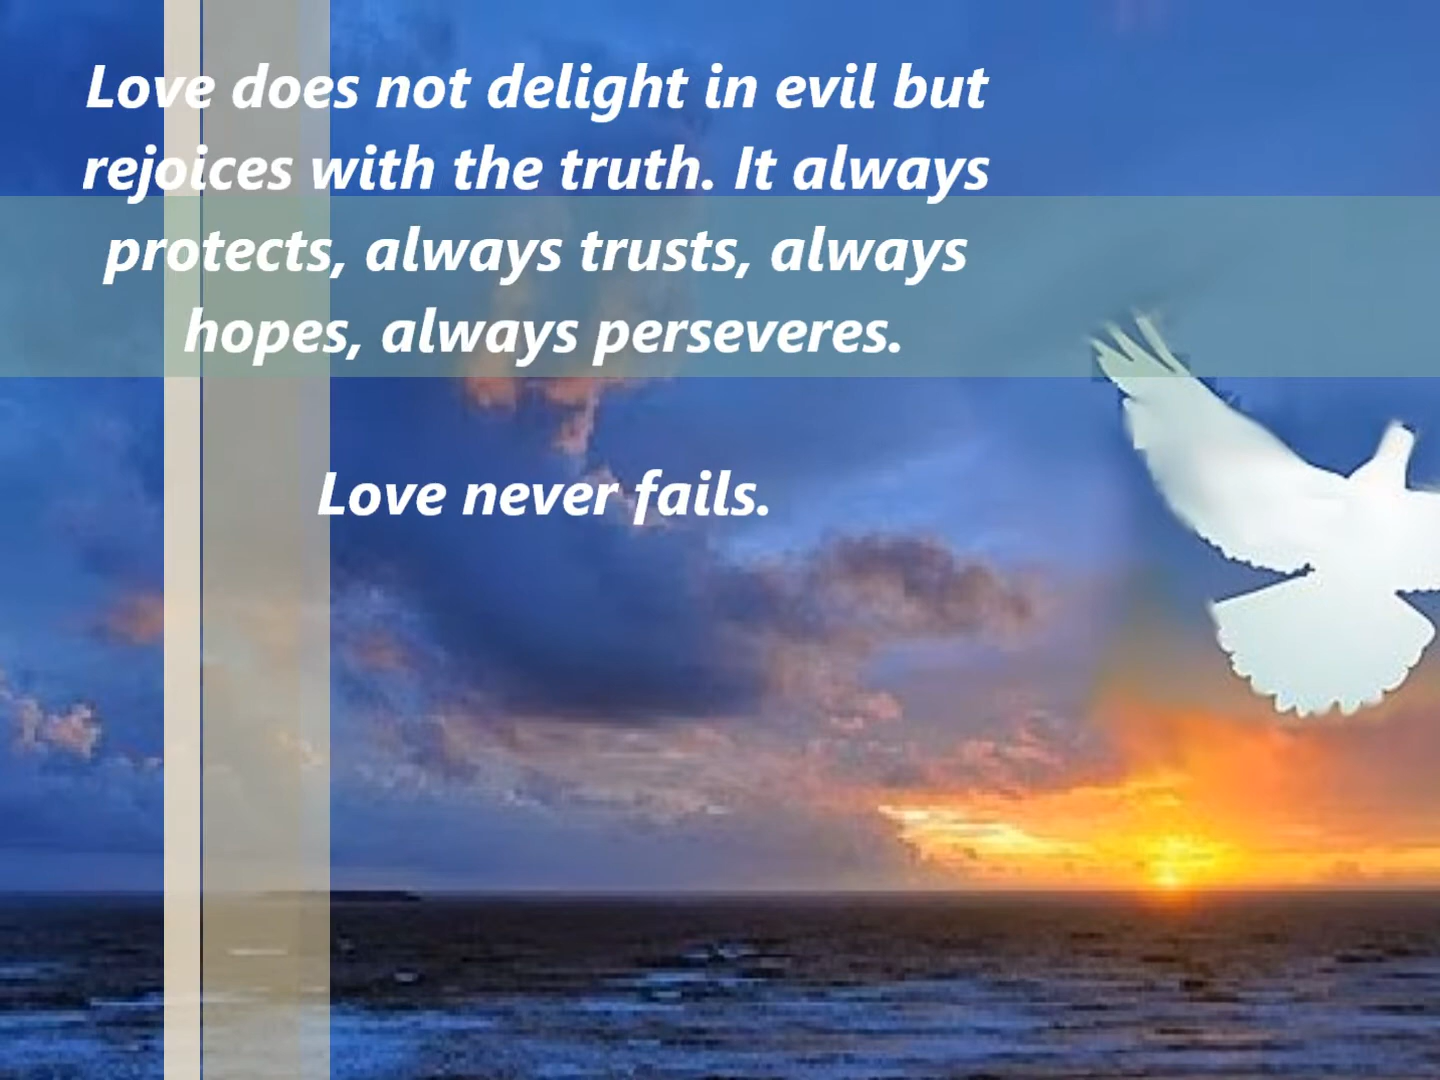 Love does not delight in evil but
rejoices with the truth. It always
protects, always trusts, always
hopes, always perseveres.
Love never fails.